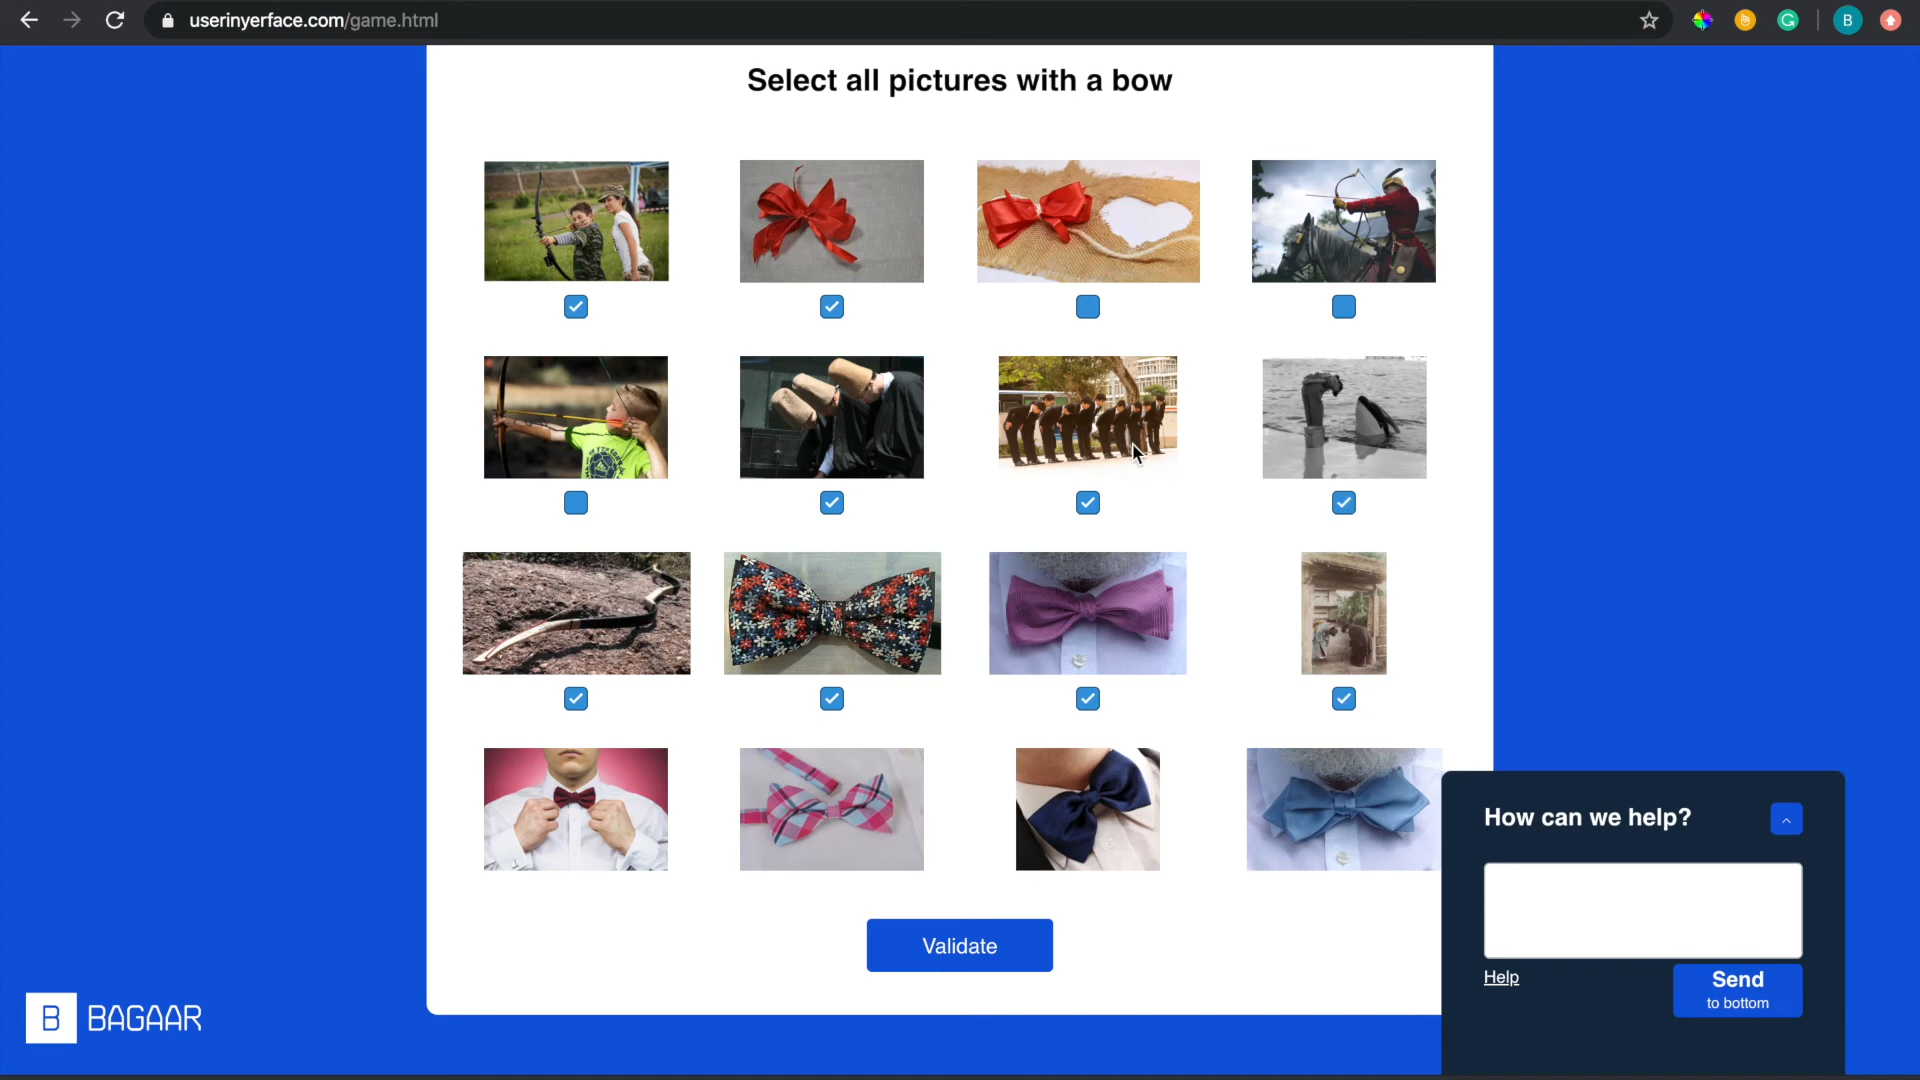 userinyerface.com/game.html
B
Select all pictures with a bow
Validate
How can we help?
Help
Send
to bottom
B BAGAAR